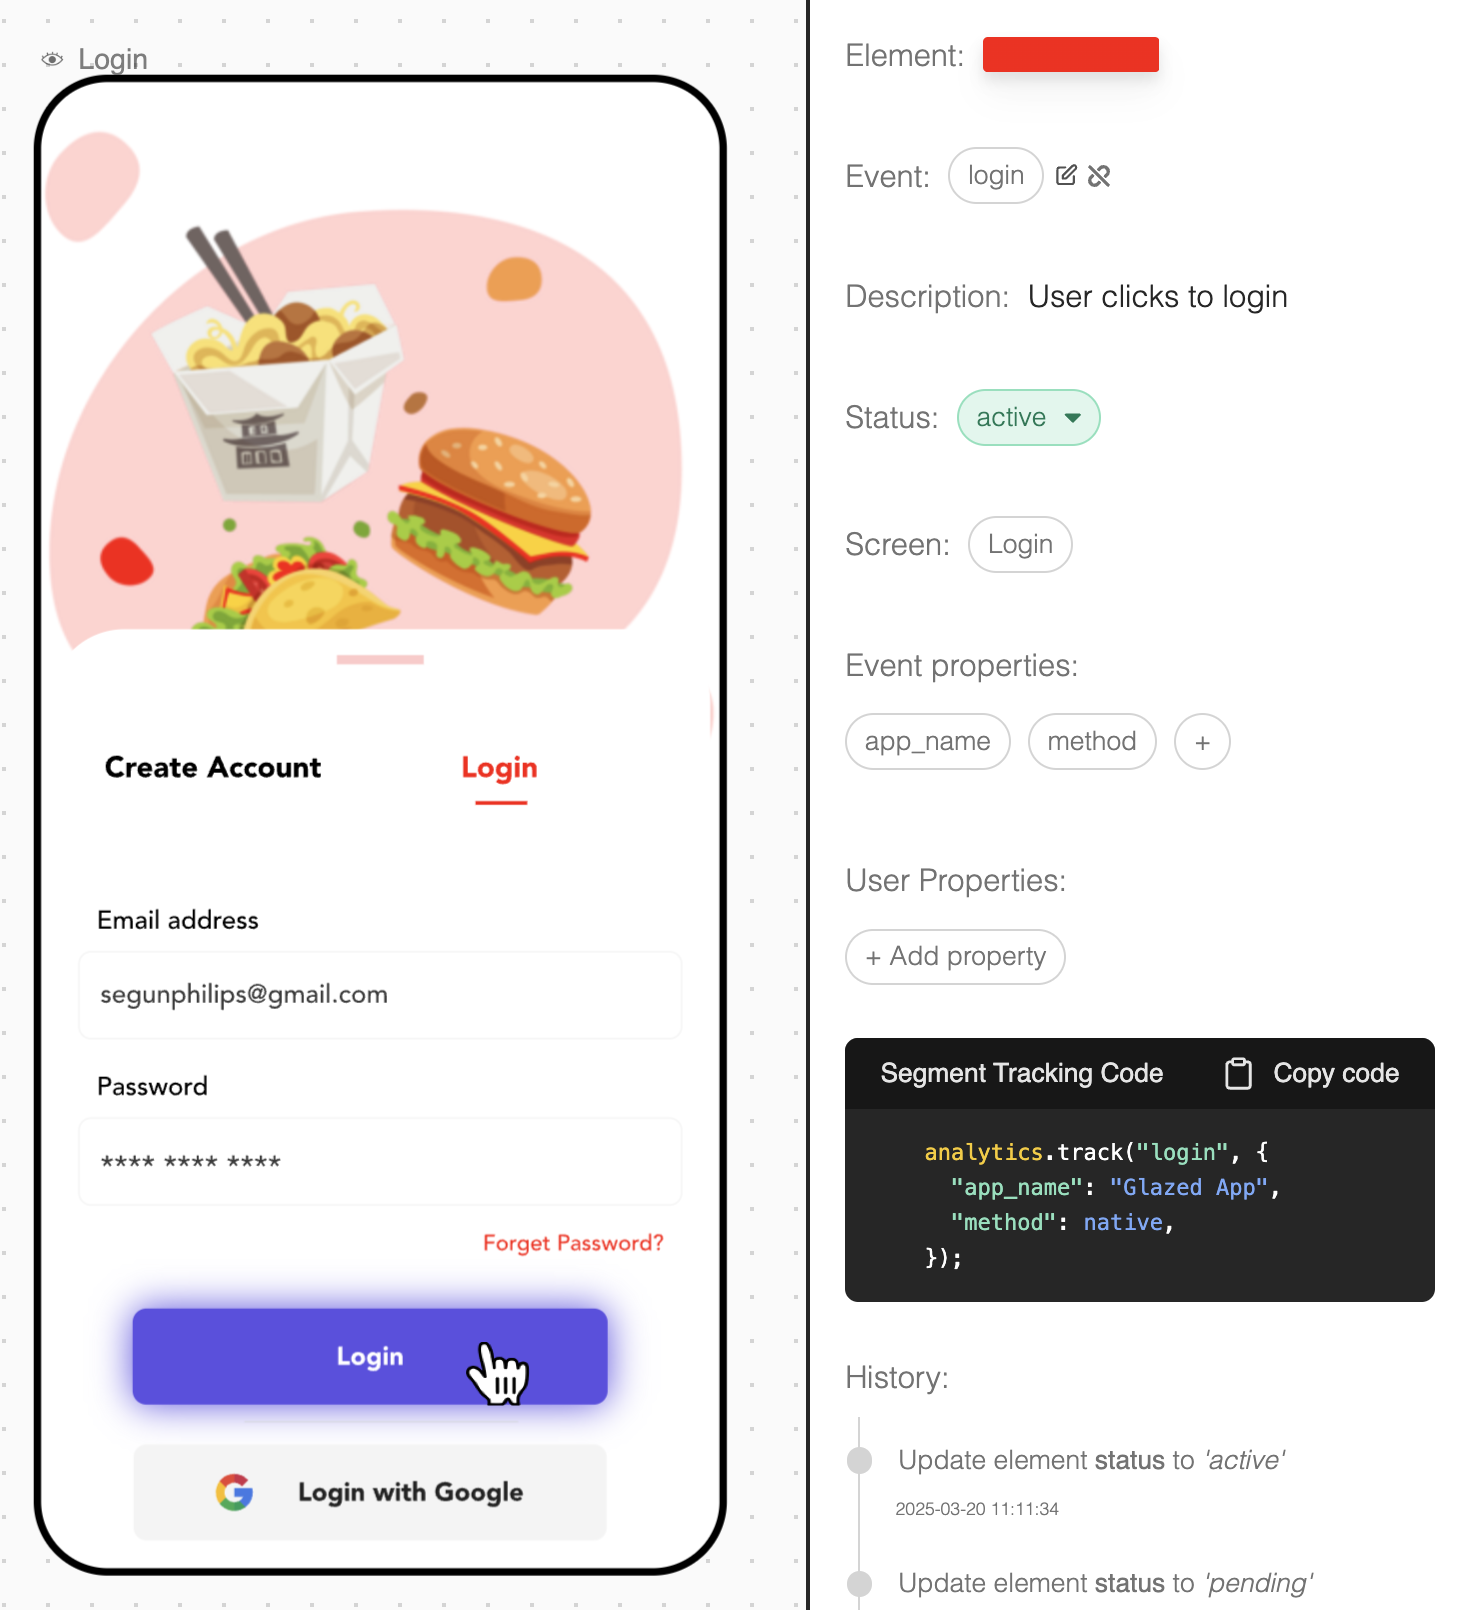 Login
Create Account
Login
Email address
segunphilips@gmail.com
Password
**** **** ****
Forget Password?
Login
Login with Google
Element:
Event: login
Description: User clicks to login
Status: active
Screen: Login
Event properties:
app_name method +
User Properties:
+ Add property
Segment Tracking Code Copy code
analytics.track("login", {
"app_name": "Glazed App",
"method": native,
});
History:
Update element status to 'active'
2025-03-20 11:11:34
Update element status to 'pending'